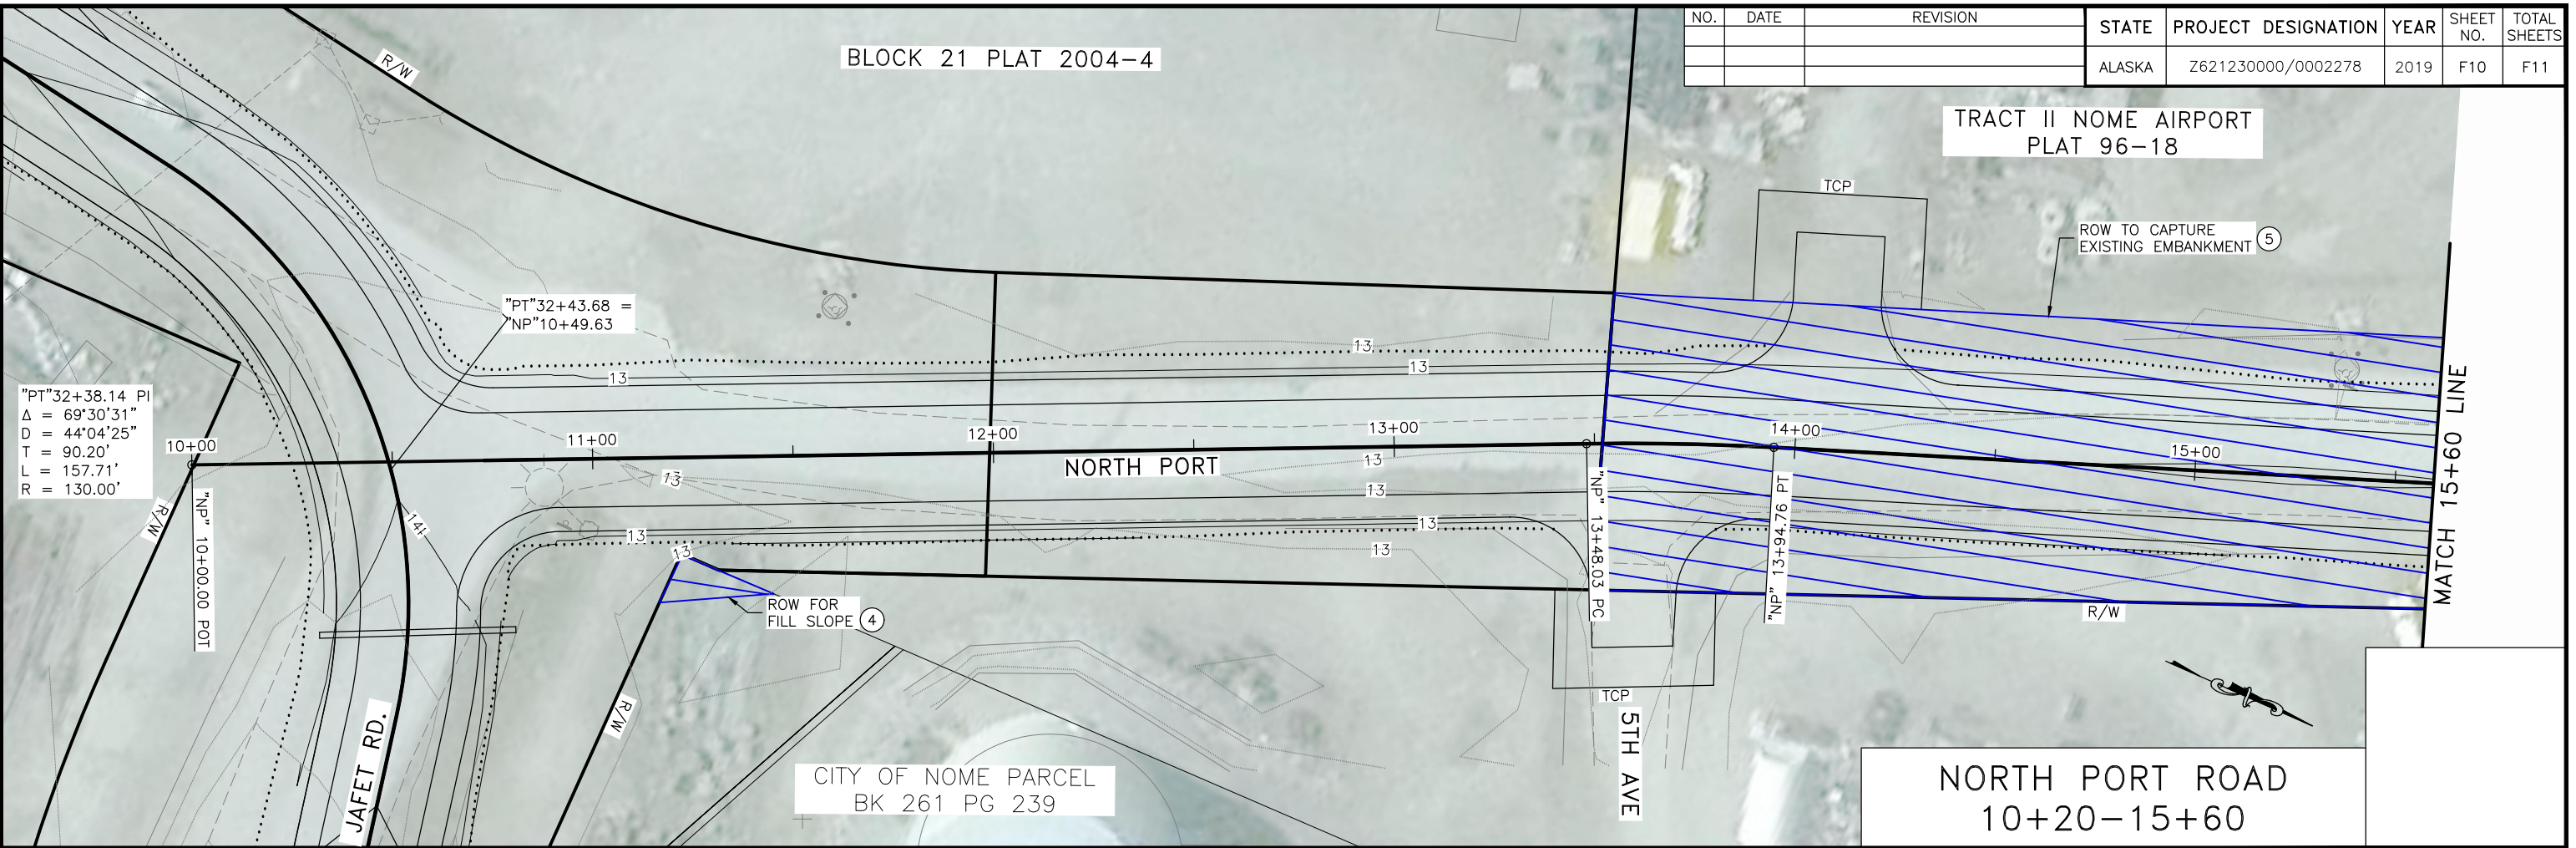 NO. DATE REVISION
STATE PROJECT DESIGNATION YEAR SHEET NO. TOTAL SHEETS
ALASKA Z621230000/0002278 2019 F10 F11
BLOCK 21 PLAT 2004-4
R/W
TRACT II NOME AIRPORT
PLAT 96-18
TCP
ROW TO CAPTURE
EXISTING EMBANKMENT 5
"PT"32+43.68 =
"NP"10+49.63
13
13
13
13
"PT"32+38.14 PI
Δ = 69°30'31"
D = 44°04'25"
T = 90.20'
L = 157.71'
R = 130.00'
10+00
11+00
12+00
13+00
14+00
15+00
NORTH PORT
13
13
13
13
13
13
13
14
R/W
"NP" 10+00.00 POT
"NP" 13+48.03 PC
"NP" 13+94.76 PT
MATCH 15+60 LINE
ROW FOR
FILL SLOPE 4
R/W
R/W
TCP
5TH AVE
JAFET RD.
CITY OF NOME PARCEL
BK 261 PG 239
NORTH PORT ROAD
10+20-15+60